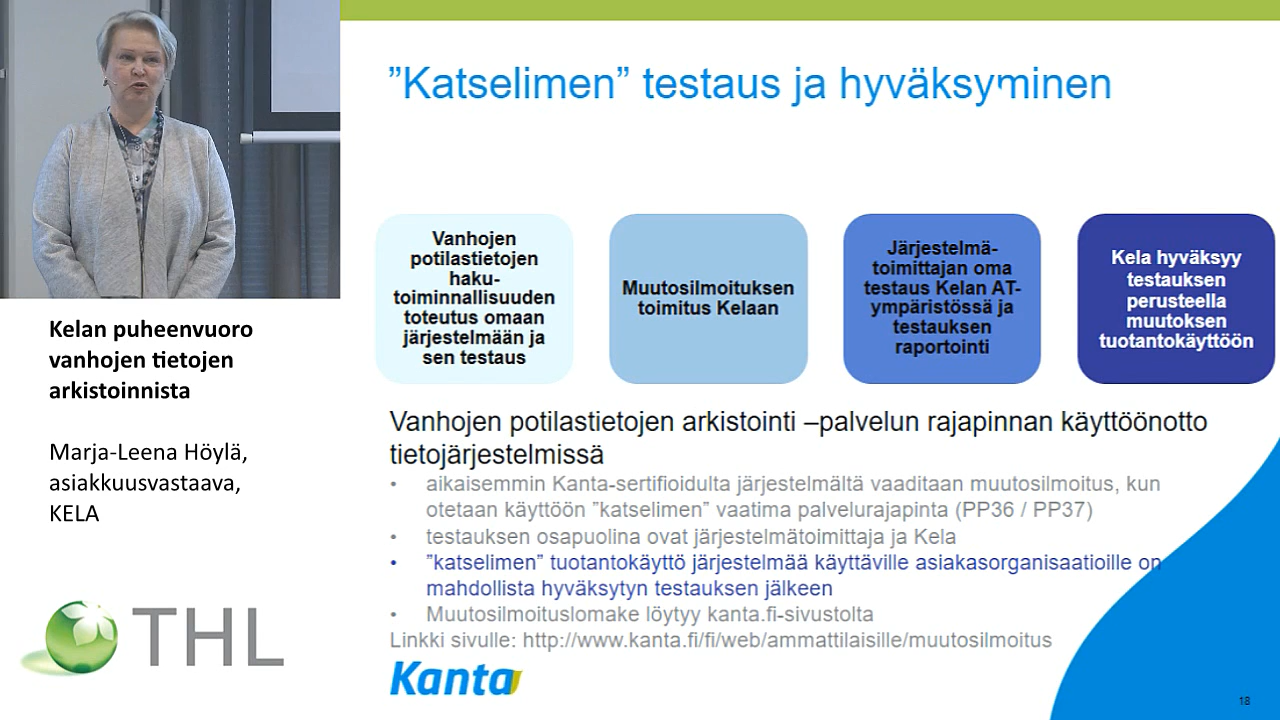 ”Katselimen” testaus ja hyväksyminen
Vanhojen
potilastietojen
haku-
toiminnallisuuden
toteutus omaan
järjestelmään ja
sen testaus
Muutosilmoituksen
toimitus Kelaan
Järjestelmä-
toimittajan oma
testaus Kelan AT-
ympäristössä ja
testauksen
raportointi
Kela hyväksyy
testauksen
perusteella
muutoksen
tuotantokäyttöön
Kelan puheenvuoro
vanhojen tietojen
arkistoinnista
Marja-Leena Höylä,
asiakkuusvastaava,
KELA
Vanhojen potilastietojen arkistointi –palvelun rajapinnan käyttöönotto
tietojärjestelmissä
• aikaisemmin Kanta-sertifioidulta järjestelmältä vaaditaan muutosilmoitus, kun
otetaan käyttöön ”katselimen” vaatima palvelurajapinta (PP36 / PP37)
• testauksen osapuolina ovat järjestelmätoimittaja ja Kela
• ”katselimen” tuotantokäyttö järjestelmää käyttäville asiakasorganisaatioille on
mahdollista hyväksytyn testauksen jälkeen
• Muutosilmoituslomake löytyy kanta.fi-sivustolta
Linkki sivulle: http://www.kanta.fi/fi/web/ammattilaisille/muutosilmoitus
THL
Kanta
18